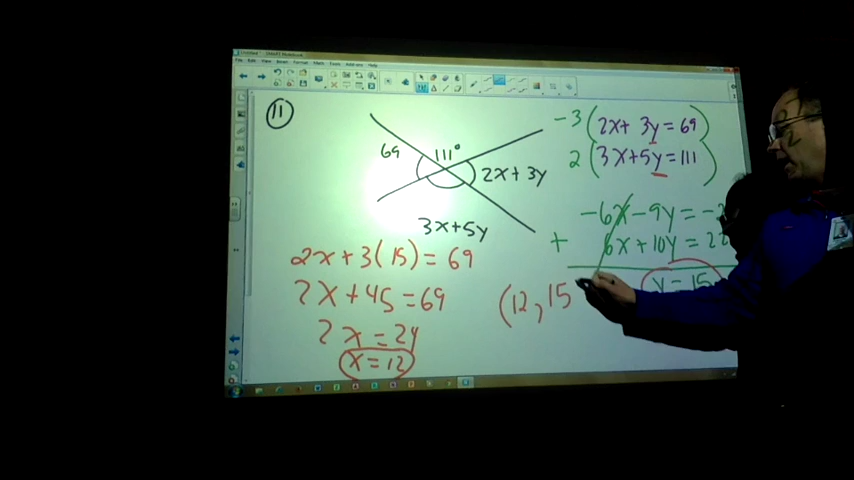 11
69
111°
2x+3y
3x+5y
-3(2x+3y=69)
2(3x+5y=111)
-6x-9y=-2
+ 6x+10y=22
y=15
2x+3(15)=69
2x+45=69
2x=24
x=12
(12,15